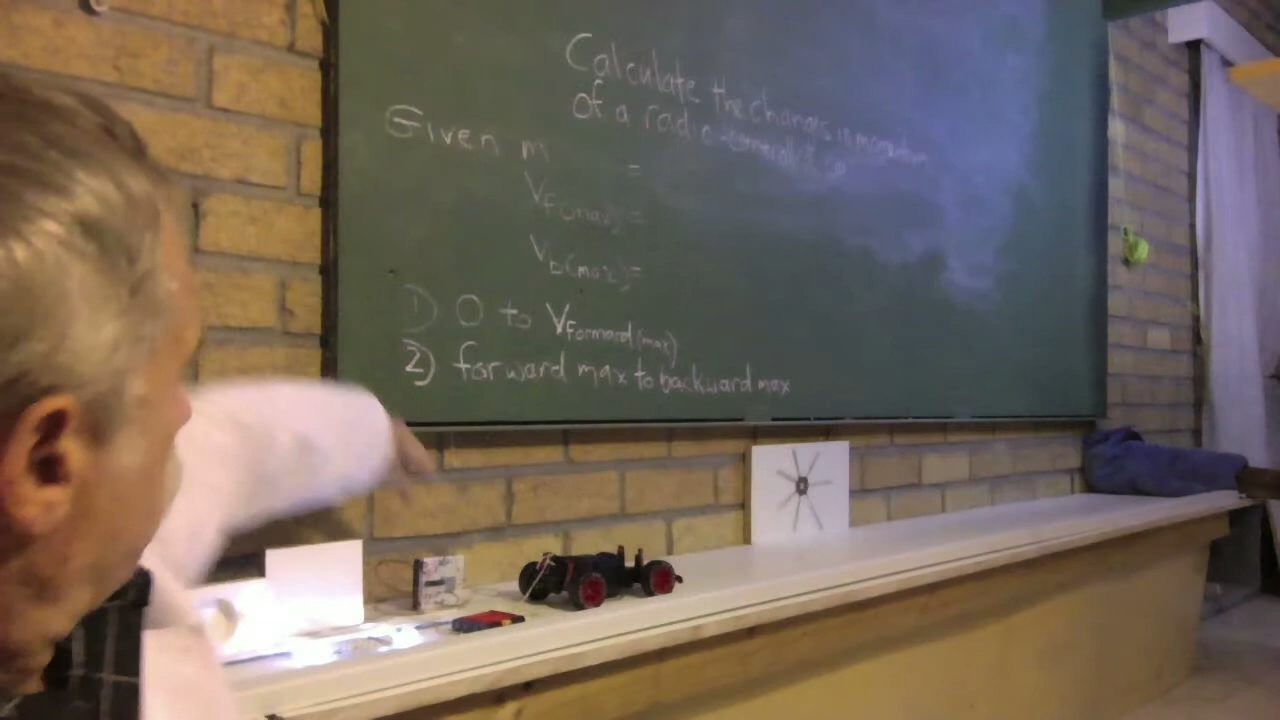 Calculate the change in momentum
of a radio-controlled car
Given m =
Vf(max) =
Vb(max) =
1) 0 to Vforward(max)
2) forward max to backward max